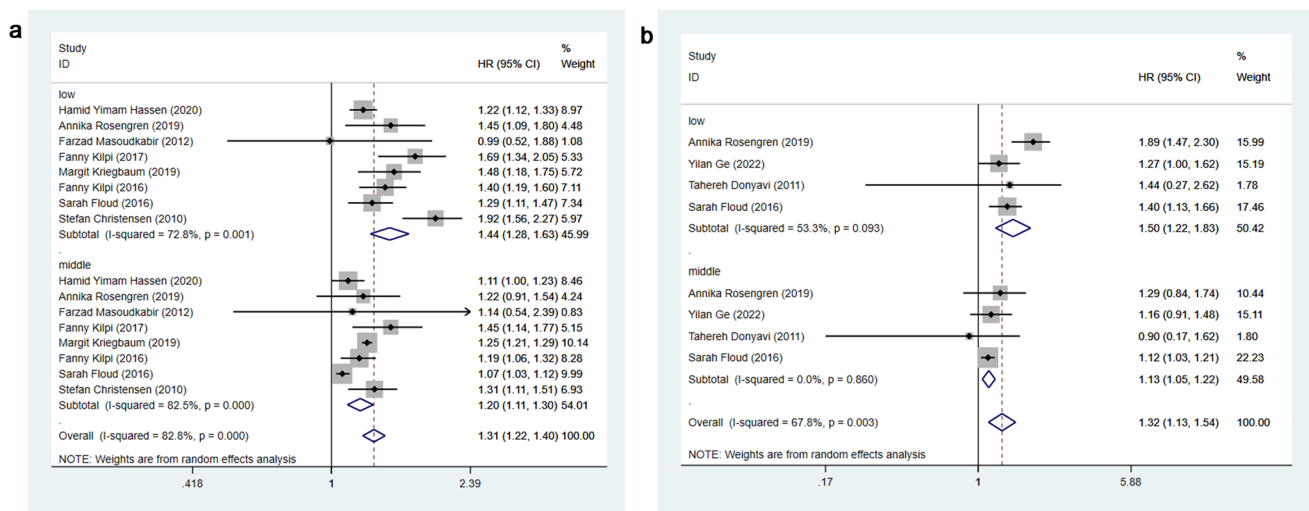 a
Study
%
ID
HR (95% CI)
Weight
low
Hamid Yimam Hassen (2020) 1.22 (1.12, 1.33) 8.97
Annika Rosengren (2019) 1.45 (1.09, 1.80) 4.48
Farzad Masoudkabir (2012) 0.99 (0.52, 1.88) 1.08
Fanny Kilpi (2017) 1.69 (1.34, 2.05) 5.33
Margit Kriegbaum (2019) 1.48 (1.18, 1.75) 5.72
Fanny Kilpi (2016) 1.40 (1.19, 1.60) 7.11
Sarah Floud (2016) 1.29 (1.11, 1.47) 7.34
Stefan Christensen (2010) 1.92 (1.56, 2.27) 5.97
Subtotal (I-squared = 72.8%, p = 0.001) 1.44 (1.28, 1.63) 45.99
.
middle
Hamid Yimam Hassen (2020) 1.11 (1.00, 1.23) 8.46
Annika Rosengren (2019) 1.22 (0.91, 1.54) 4.24
Farzad Masoudkabir (2012) 1.14 (0.54, 2.39) 0.83
Fanny Kilpi (2017) 1.45 (1.14, 1.77) 5.15
Margit Kriegbaum (2019) 1.25 (1.21, 1.29) 10.14
Fanny Kilpi (2016) 1.19 (1.06, 1.32) 8.28
Sarah Floud (2016) 1.07 (1.03, 1.12) 9.99
Stefan Christensen (2010) 1.31 (1.11, 1.51) 6.93
Subtotal (I-squared = 82.5%, p = 0.000) 1.20 (1.11, 1.30) 54.01
.
Overall (I-squared = 82.8%, p = 0.000) 1.31 (1.22, 1.40) 100.00
NOTE: Weights are from random effects analysis
.418 1 2.39
b
Study
%
ID
HR (95% CI)
Weight
low
Annika Rosengren (2019) 1.89 (1.47, 2.30) 15.99
Yilan Ge (2022) 1.27 (1.00, 1.62) 15.19
Tahereh Donyavi (2011) 1.44 (0.27, 2.62) 1.78
Sarah Floud (2016) 1.40 (1.13, 1.66) 17.46
Subtotal (I-squared = 53.3%, p = 0.093) 1.50 (1.22, 1.83) 50.42
.
middle
Annika Rosengren (2019) 1.29 (0.84, 1.74) 10.44
Yilan Ge (2022) 1.16 (0.91, 1.48) 15.11
Tahereh Donyavi (2011) 0.90 (0.17, 1.62) 1.80
Sarah Floud (2016) 1.12 (1.03, 1.21) 22.23
Subtotal (I-squared = 0.0%, p = 0.860) 1.13 (1.05, 1.22) 49.58
.
Overall (I-squared = 67.8%, p = 0.003) 1.32 (1.13, 1.54) 100.00
NOTE: Weights are from random effects analysis
.17 1 5.88